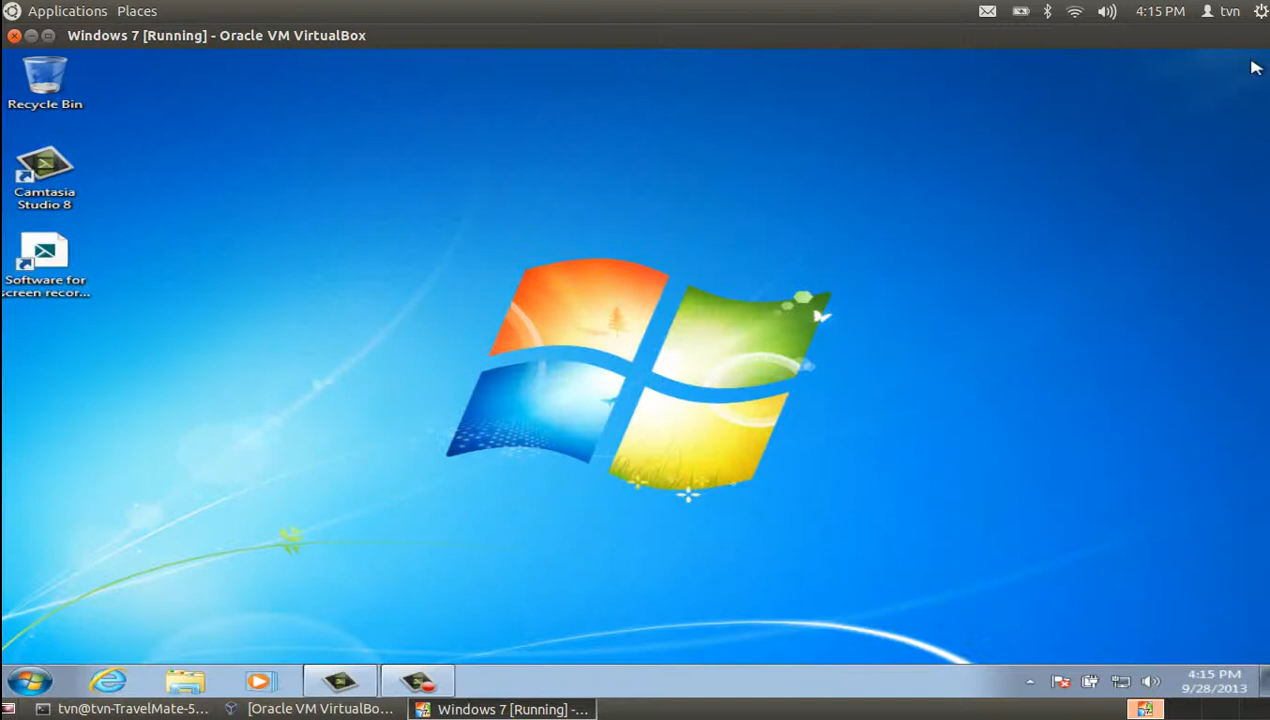 Applications Places
4:15 PM
tvn
Windows 7 [Running] - Oracle VM VirtualBox
Recycle Bin
Camtasia
Studio 8
Software for
screen recor...
4:15 PM
9/28/2013
tvn@tvn-TravelMate-5...
[Oracle VM VirtualBo...
Windows 7 [Running] -...